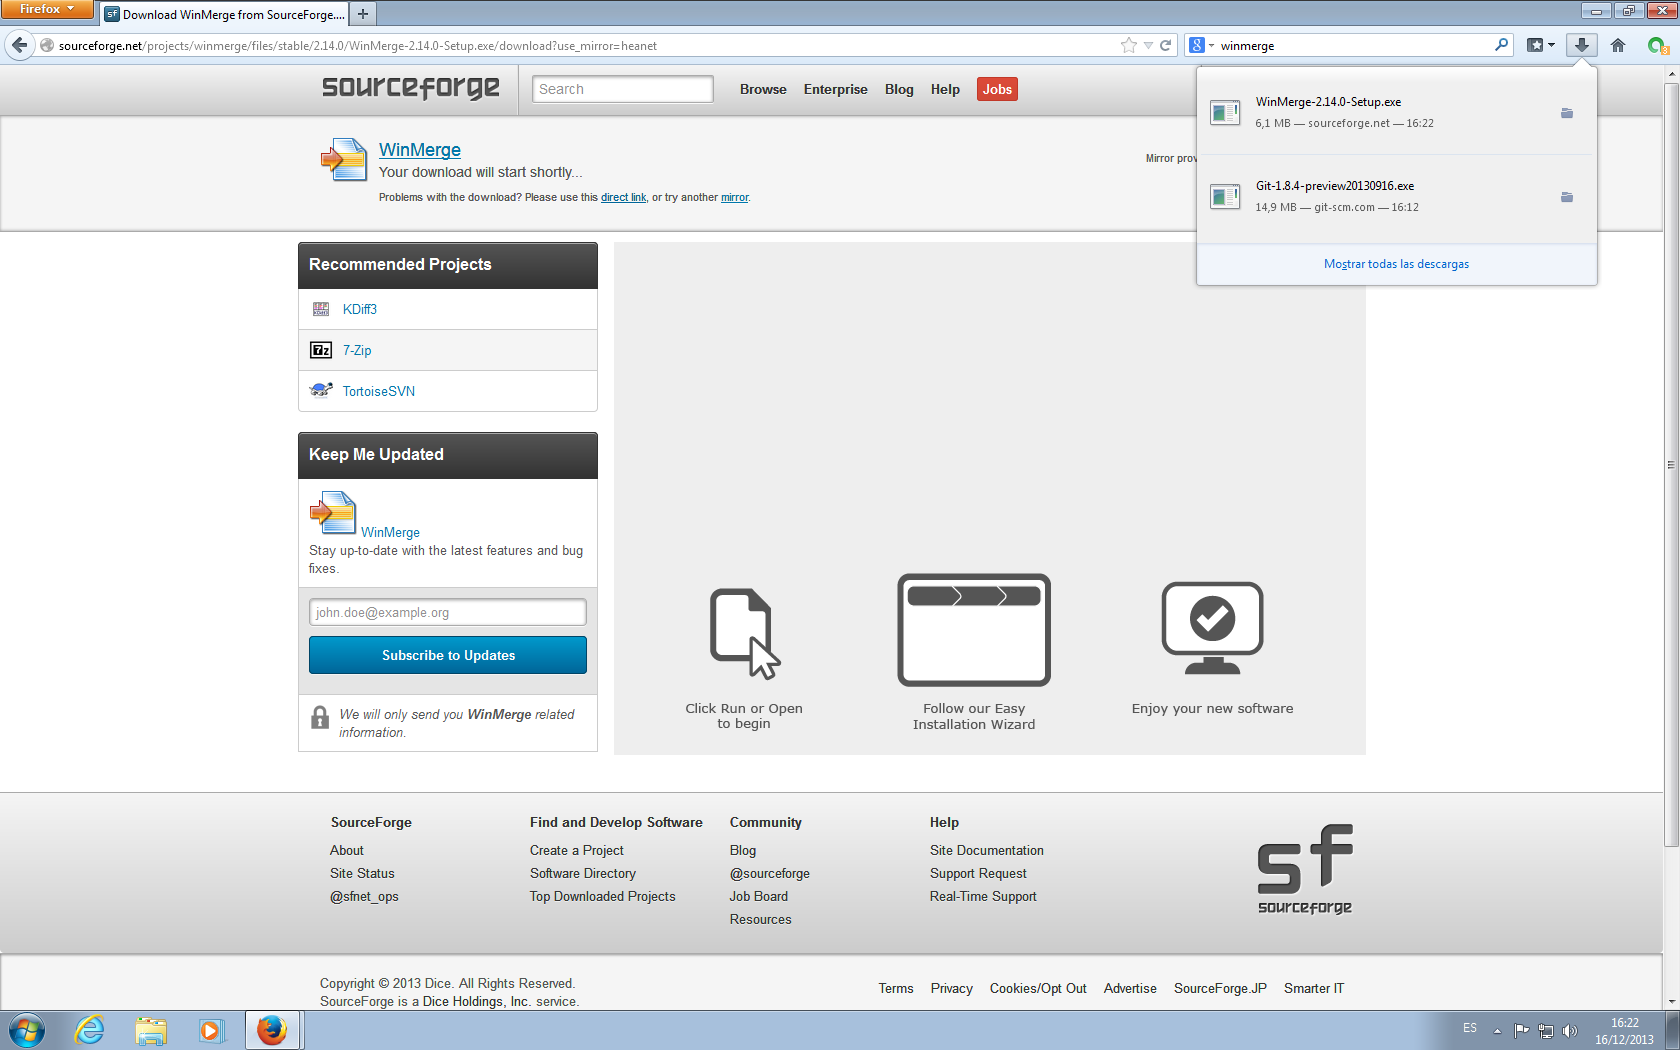 Firefox
Download WinMerge from SourceForge....
sourceforge.net/projects/winmerge/files/stable/2.14.0/WinMerge-2.14.0-Setup.exe/download?use_mirror=heanet
winmerge
sourceforge
Search
Browse
Enterprise
Blog
Help
Jobs
WinMerge-2.14.0-Setup.exe
6,1 MB — sourceforge.net — 16:22
Git-1.8.4-preview20130916.exe
14,9 MB — git-scm.com — 16:12
Mostrar todas las descargas
WinMerge
Your download will start shortly...
Problems with the download? Please use this direct link, or try another mirror.
Mirror prov
Recommended Projects
KDiff3
7-Zip
TortoiseSVN
Keep Me Updated
WinMerge
Stay up-to-date with the latest features and bug
fixes.
john.doe@example.org
Subscribe to Updates
We will only send you WinMerge related
information.
Click Run or Open
to begin
Follow our Easy
Installation Wizard
Enjoy your new software
SourceForge
About
Site Status
@sfnet_ops
Find and Develop Software
Create a Project
Software Directory
Top Downloaded Projects
Community
Blog
@sourceforge
Job Board
Resources
Help
Site Documentation
Support Request
Real-Time Support
sf
sourceforge
Copyright © 2013 Dice. All Rights Reserved.
SourceForge is a Dice Holdings, Inc. service.
Terms
Privacy
Cookies/Opt Out
Advertise
SourceForge.JP
Smarter IT
ES
16:22
16/12/2013